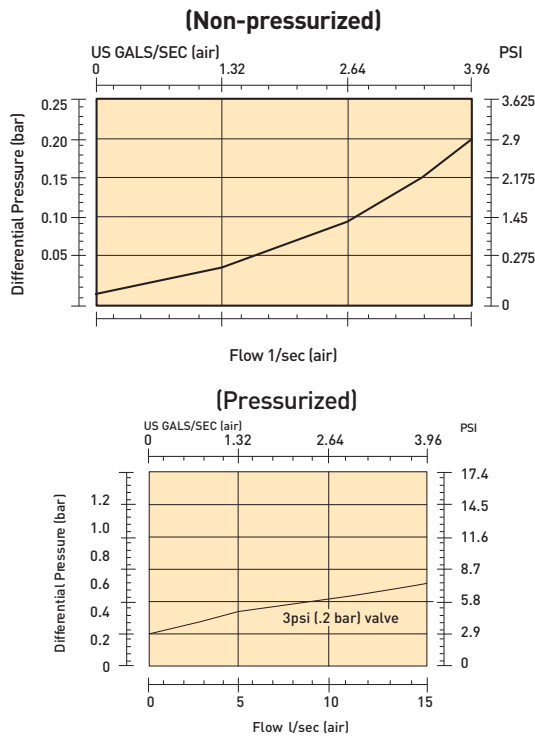 (Non-pressurized)
US GALS/SEC (air) PSI
0 1.32 2.64 3.96
0.25 3.625
0.20 2.9
0.15 2.175
0.10 1.45
0.05 0.275
0
Differential Pressure (bar)
Flow 1/sec (air)
(Pressurized)
US GALS/SEC (air) PSI
0 1.32 2.64 3.96
17.4
1.2 14.5
1.0 11.6
0.8 8.7
0.6 5.8
0.4 2.9
0.2 0
0
Differential Pressure (bar)
3psi (.2 bar) valve
0 5 10 15
Flow l/sec (air)